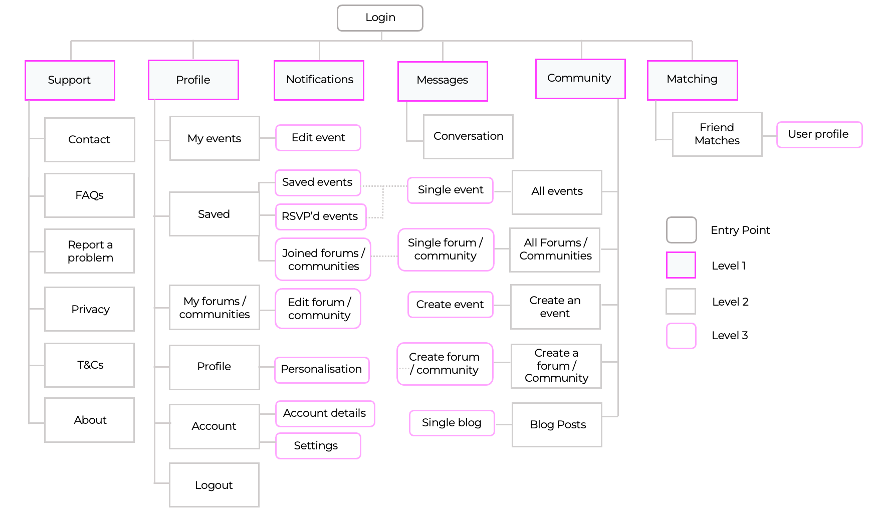 Login
Support
Profile
Notifications
Messages
Community
Matching
Contact
FAQs
Report a
problem
Privacy
T&Cs
About
My events
Edit event
Saved
Saved events
RSVP'd events
Joined forums /
communities
My forums /
communities
Edit forum /
community
Profile
Personalisation
Account
Account details
Settings
Logout
Conversation
Single event
All events
Single forum /
community
All Forums /
Communities
Create event
Create an
event
Create forum
/ community
Create a
forum /
Community
Single blog
Blog Posts
Friend
Matches
User profile
Entry Point
Level 1
Level 2
Level 3